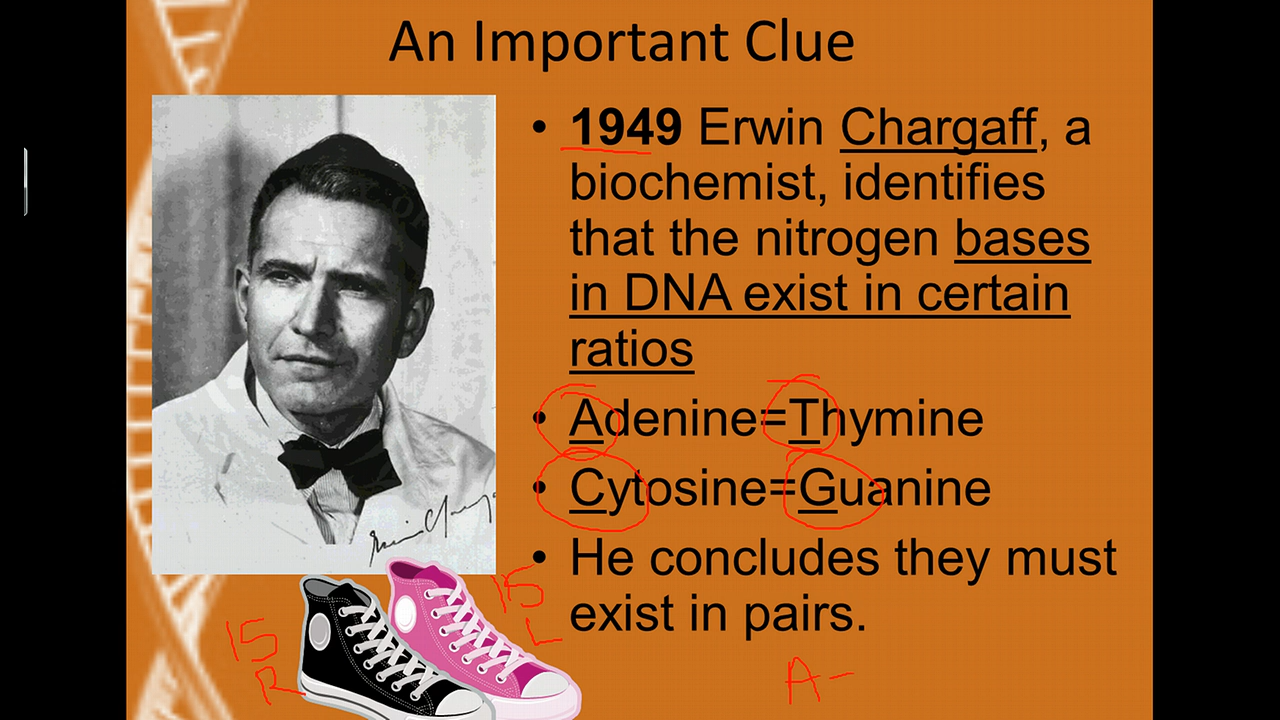 An Important Clue
• 1949 Erwin Chargaff, a
biochemist, identifies
that the nitrogen bases
in DNA exist in certain
ratios
• Adenine=Thymine
• Cytosine=Guanine
• He concludes they must
exist in pairs.
15
R
15
L
A-